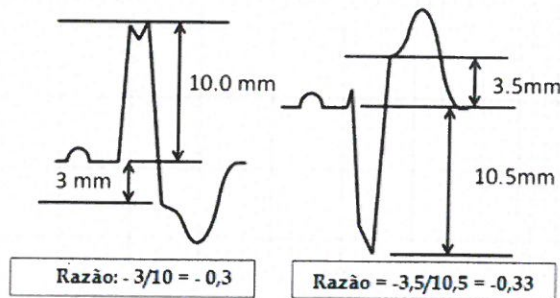 10.0 mm
3 mm
3.5mm
10.5mm
Razão: - 3/10 = - 0,3
Razão = -3,5/10,5 = -0,33